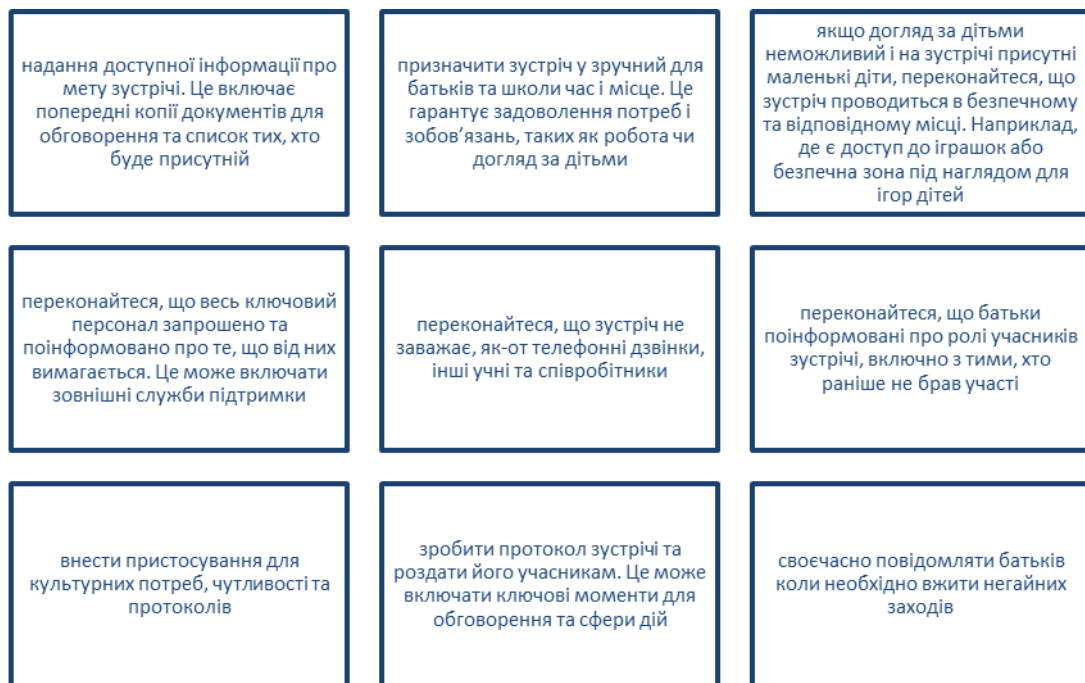 надання доступної інформації про
мету зустрічі. Це включає
попередні копії документів для
обговорення та список тих, хто
буде присутній
призначити зустріч у зручний для
батьків та школи час і місце. Це
гарантує задоволення потреб і
зобов’язань, таких як робота чи
догляд за дітьми
якщо догляд за дітьми
неможливий і на зустрічі присутні
маленькі діти, переконайтеся, що
зустріч проводиться в безпечному
та відповідному місці. Наприклад,
де є доступ до іграшок або
безпечна зона під наглядом для
ігор дітей
переконайтеся, що весь ключовий
персонал запрошено та
поінформовано про те, що від них
вимагається. Це може включати
зовнішні служби підтримки
переконайтеся, що зустріч не
заважає, як-от телефонні дзвінки,
інші учні та співробітники
переконайтеся, що батьки
поінформовані про ролі учасників
зустрічі, включно з тими, хто
раніше не брав участі
внести пристосування для
культурних потреб, чутливості та
протоколів
зробити протокол зустрічі та
роздати його учасникам. Це може
включати ключові моменти для
обговорення та сфери дій
своєчасно повідомляти батьків
коли необхідно вжити негайних
заходів